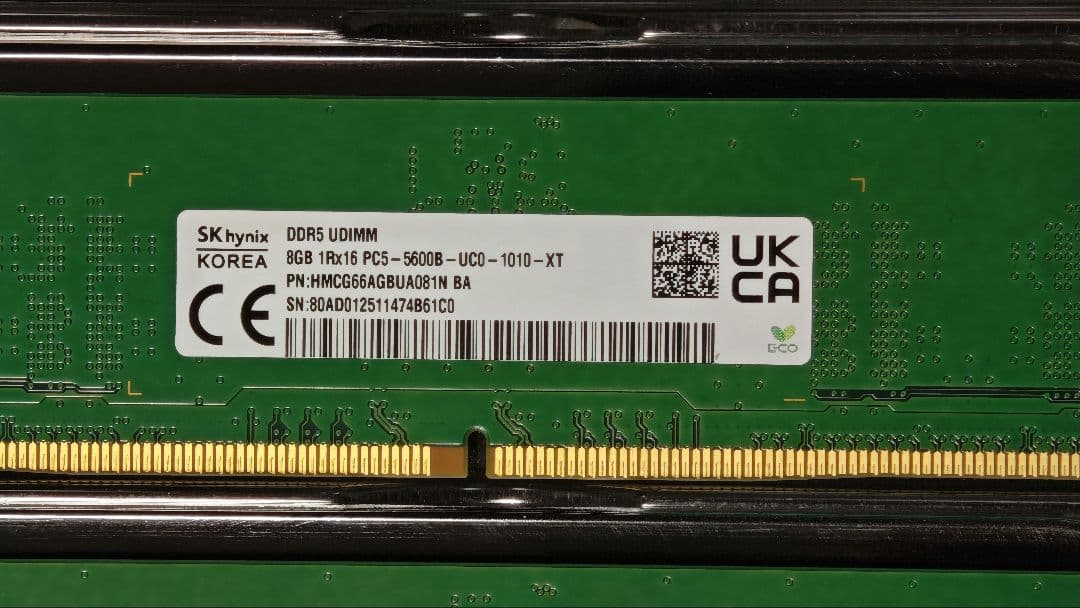 SK hynix
KOREA
DDR5 UDIMM
8GB 1Rx16 PC5-5600B-UC0-1010-XT
PN:HMCG66AGBUA081N BA
SN:80AD012511474B61C0
CE
UK
CA
ECO